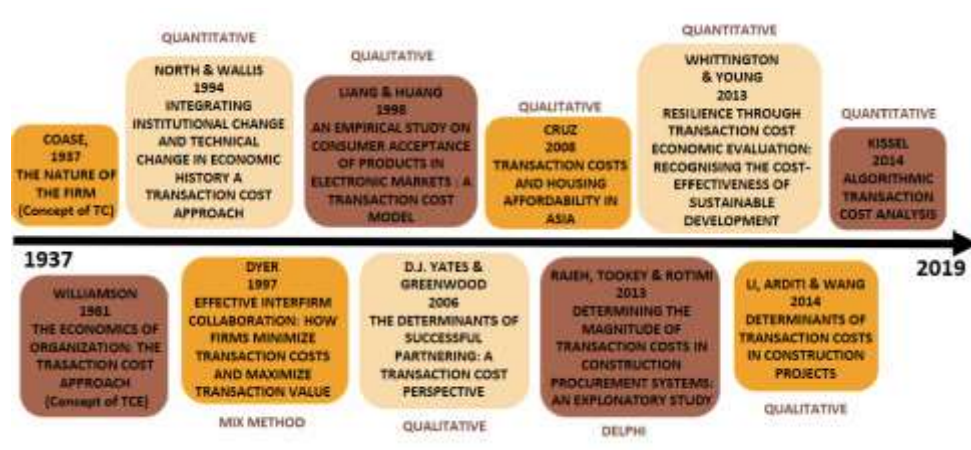 QUANTITATIVE
NORTH & WALLIS
1994
INTEGRATING
INSTITUTIONAL CHANGE
AND TECHNICAL
CHANGE IN ECONOMIC
HISTORY A
TRANSACTION COST
APPROACH
QUALITATIVE
LIANG & HUANG
1998
AN EMPIRICAL STUDY ON
CONSUMER ACCEPTANCE
OF PRODUCTS IN
ELECTRONIC MARKETS : A
TRANSACTION COST
MODEL
QUANTITATIVE
WHITTINGTON
& YOUNG
2013
RESILIENCE THROUGH
TRANSACTION COST
ECONOMIC EVALUATION:
RECOGNISING THE COST-
EFFECTIVENESS OF
SUSTAINABLE
DEVELOPMENT
COASE,
1937
THE NATURE OF
THE FIRM
(Concept of TC)
QUALITATIVE
CRUZ
2008
TRANSACTION COSTS
AND HOUSING
AFFORDABILITY IN
ASIA
QUANTITATIVE
KISSEL
2014
ALGORITHMIC
TRANSACTION
COST ANALYSIS
1937
2019
WILLIAMSON
1981
THE ECONOMICS OF
ORGANIZATION: THE
TRASACTION COST
APPROACH
(Concept of TCE)
DYER
1997
EFFECTIVE INTERFIRM
COLLABORATION: HOW
FIRMS MINIMIZE
TRANSACTION COSTS
AND MAXIMIZE
TRANSACTION VALUE
MIX METHOD
D.J. YATES &
GREENWOOD
2006
THE DETERMINANTS OF
SUCCESSFUL
PARTNERING: A
TRANSACTION COST
PERSPECTIVE
QUALITATIVE
RAJEH, TOOKEY & ROTIMI
2013
DETERMINING THE
MAGNITUDE OF
TRANSACTION COSTS IN
CONSTRUCTION
PROCUREMENT SYSTEMS:
AN EXPLONATORY STUDY
DELPHI
LI, ARDITI & WANG
2014
DETERMINANTS OF
TRANSACTION COSTS
IN CONSTRUCTION
PROJECTS
QUALITATIVE